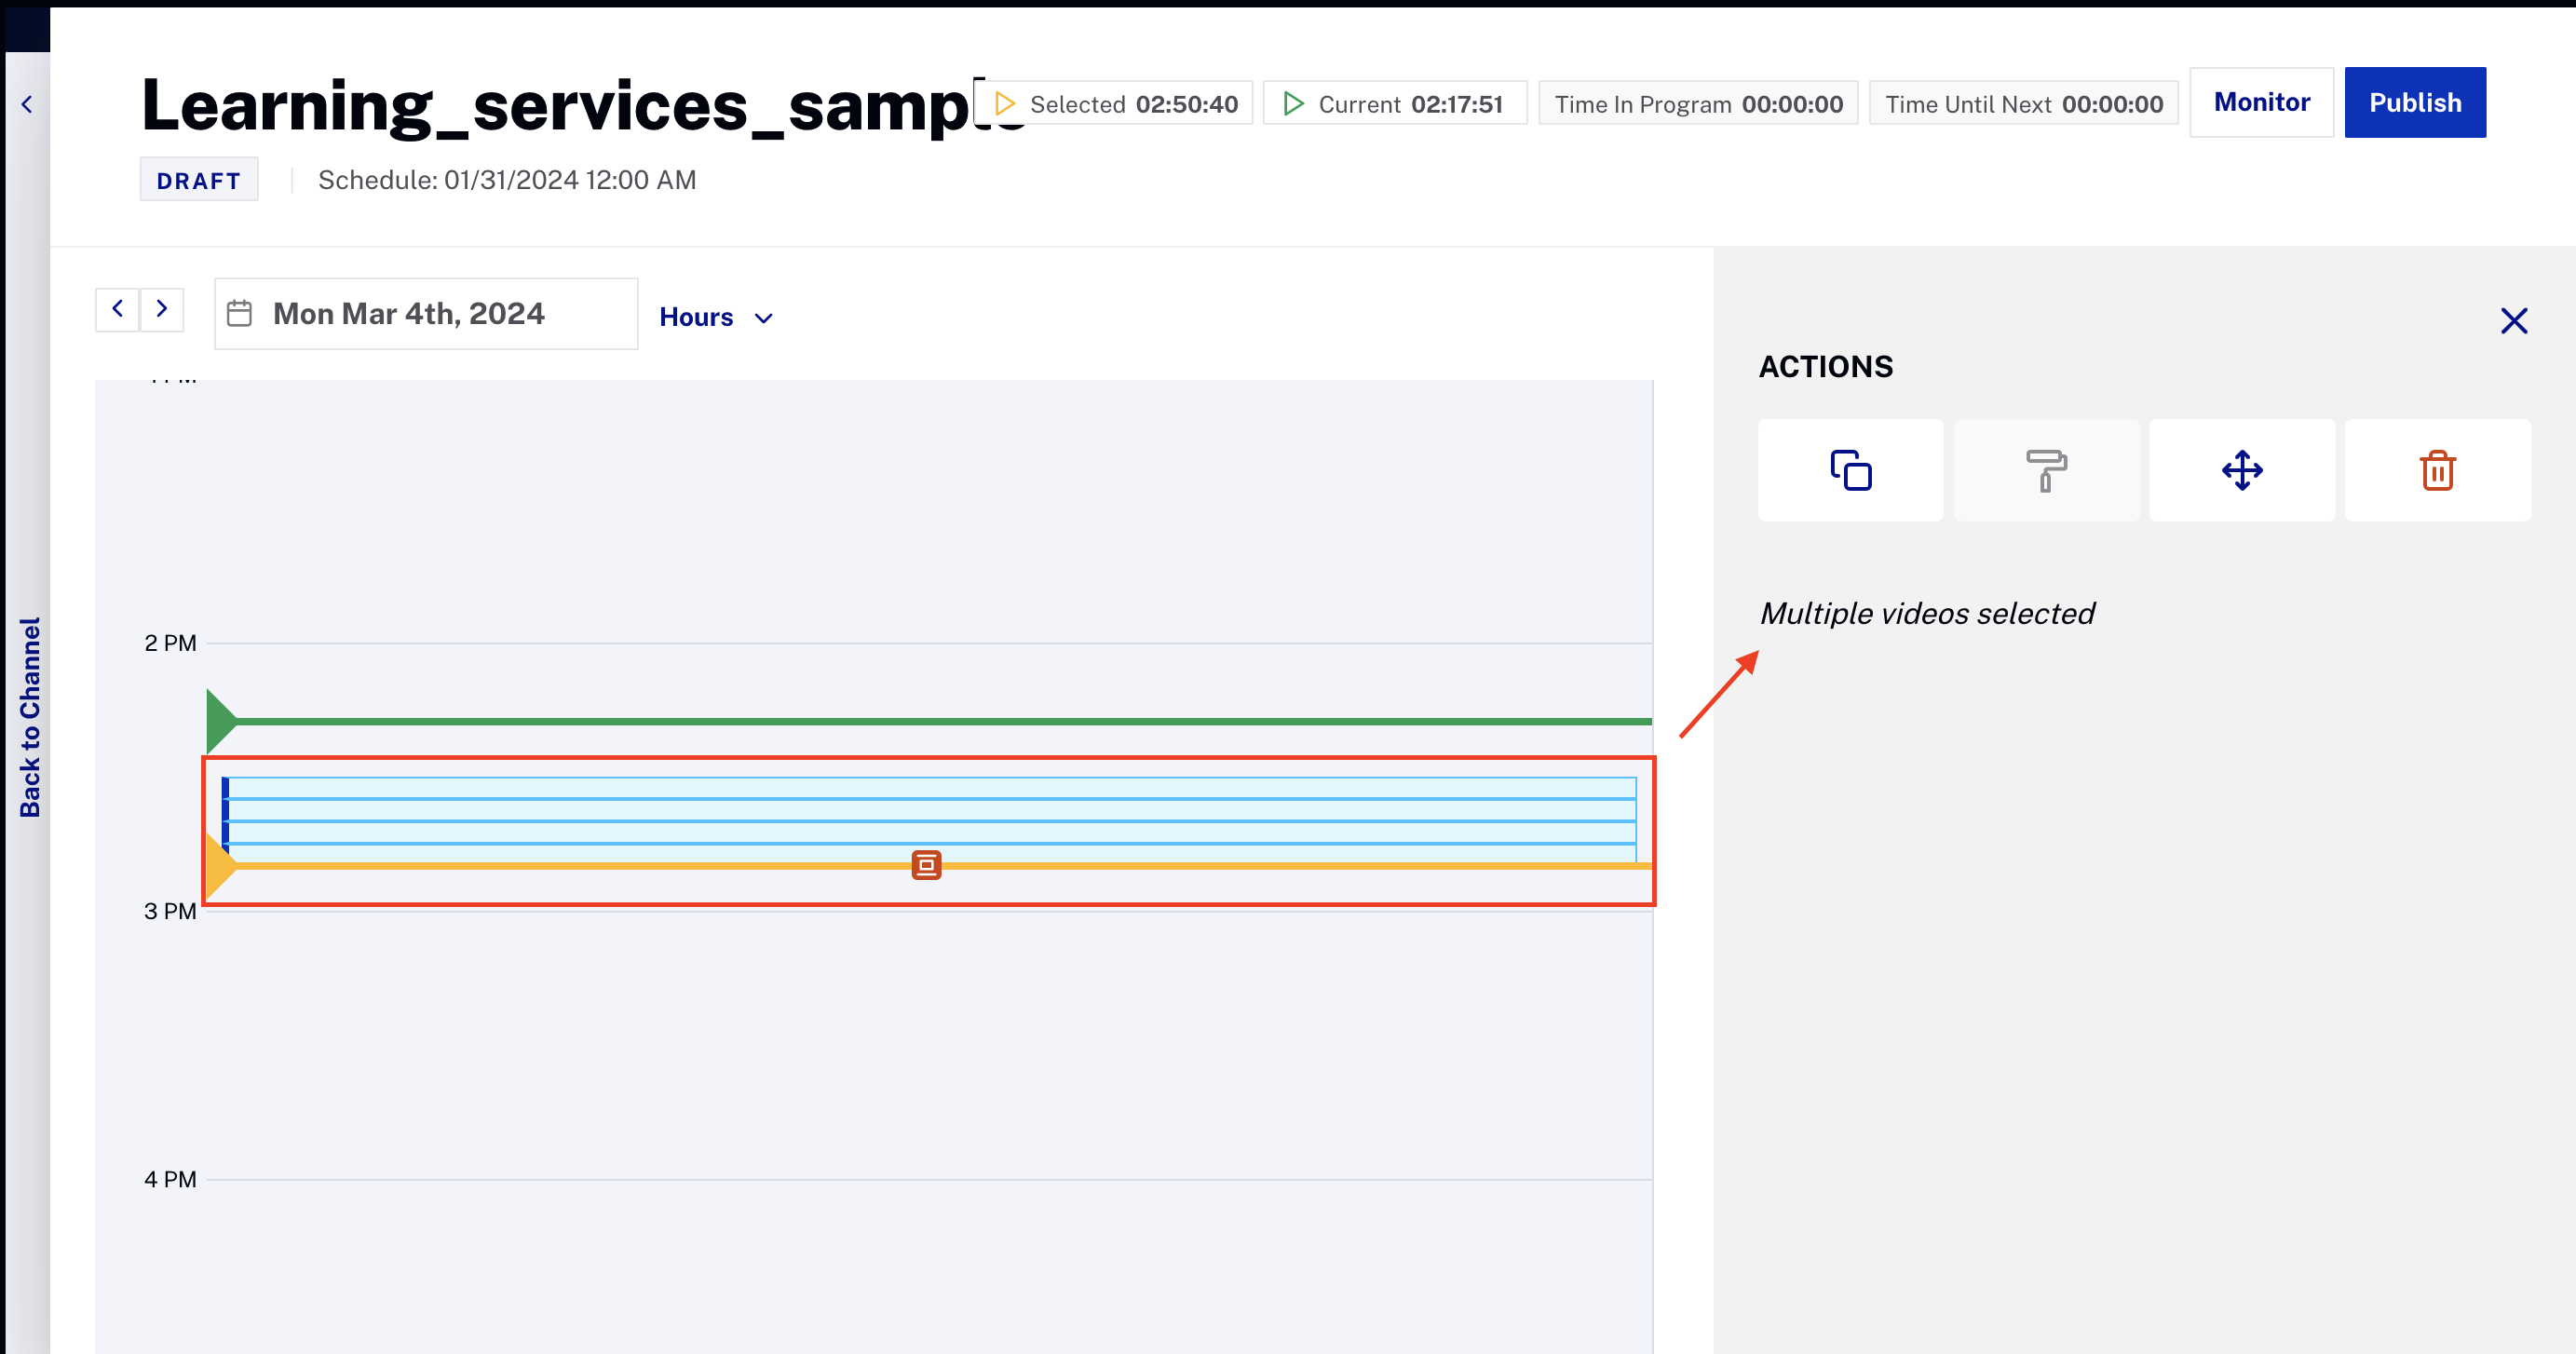 Learning_services_sample
Selected 02:50:40
Current 02:17:51
Time In Program 00:00:00
Time Until Next 00:00:00
Monitor
Publish
DRAFT
Schedule: 01/31/2024 12:00 AM
Mon Mar 4th, 2024
Hours
ACTIONS
Multiple videos selected
2 PM
3 PM
4 PM
Back to Channel